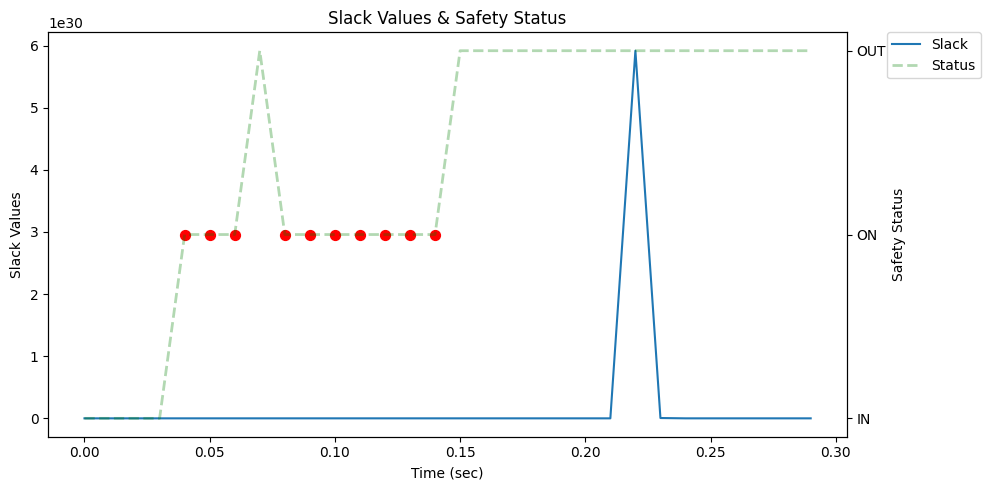 Slack Values & Safety Status
1e30
6
5
4
3
2
1
0
Slack Values
0.00 0.05 0.10 0.15 0.20 0.25 0.30
Time (sec)
OUT
ON
IN
Safety Status
Slack
Status